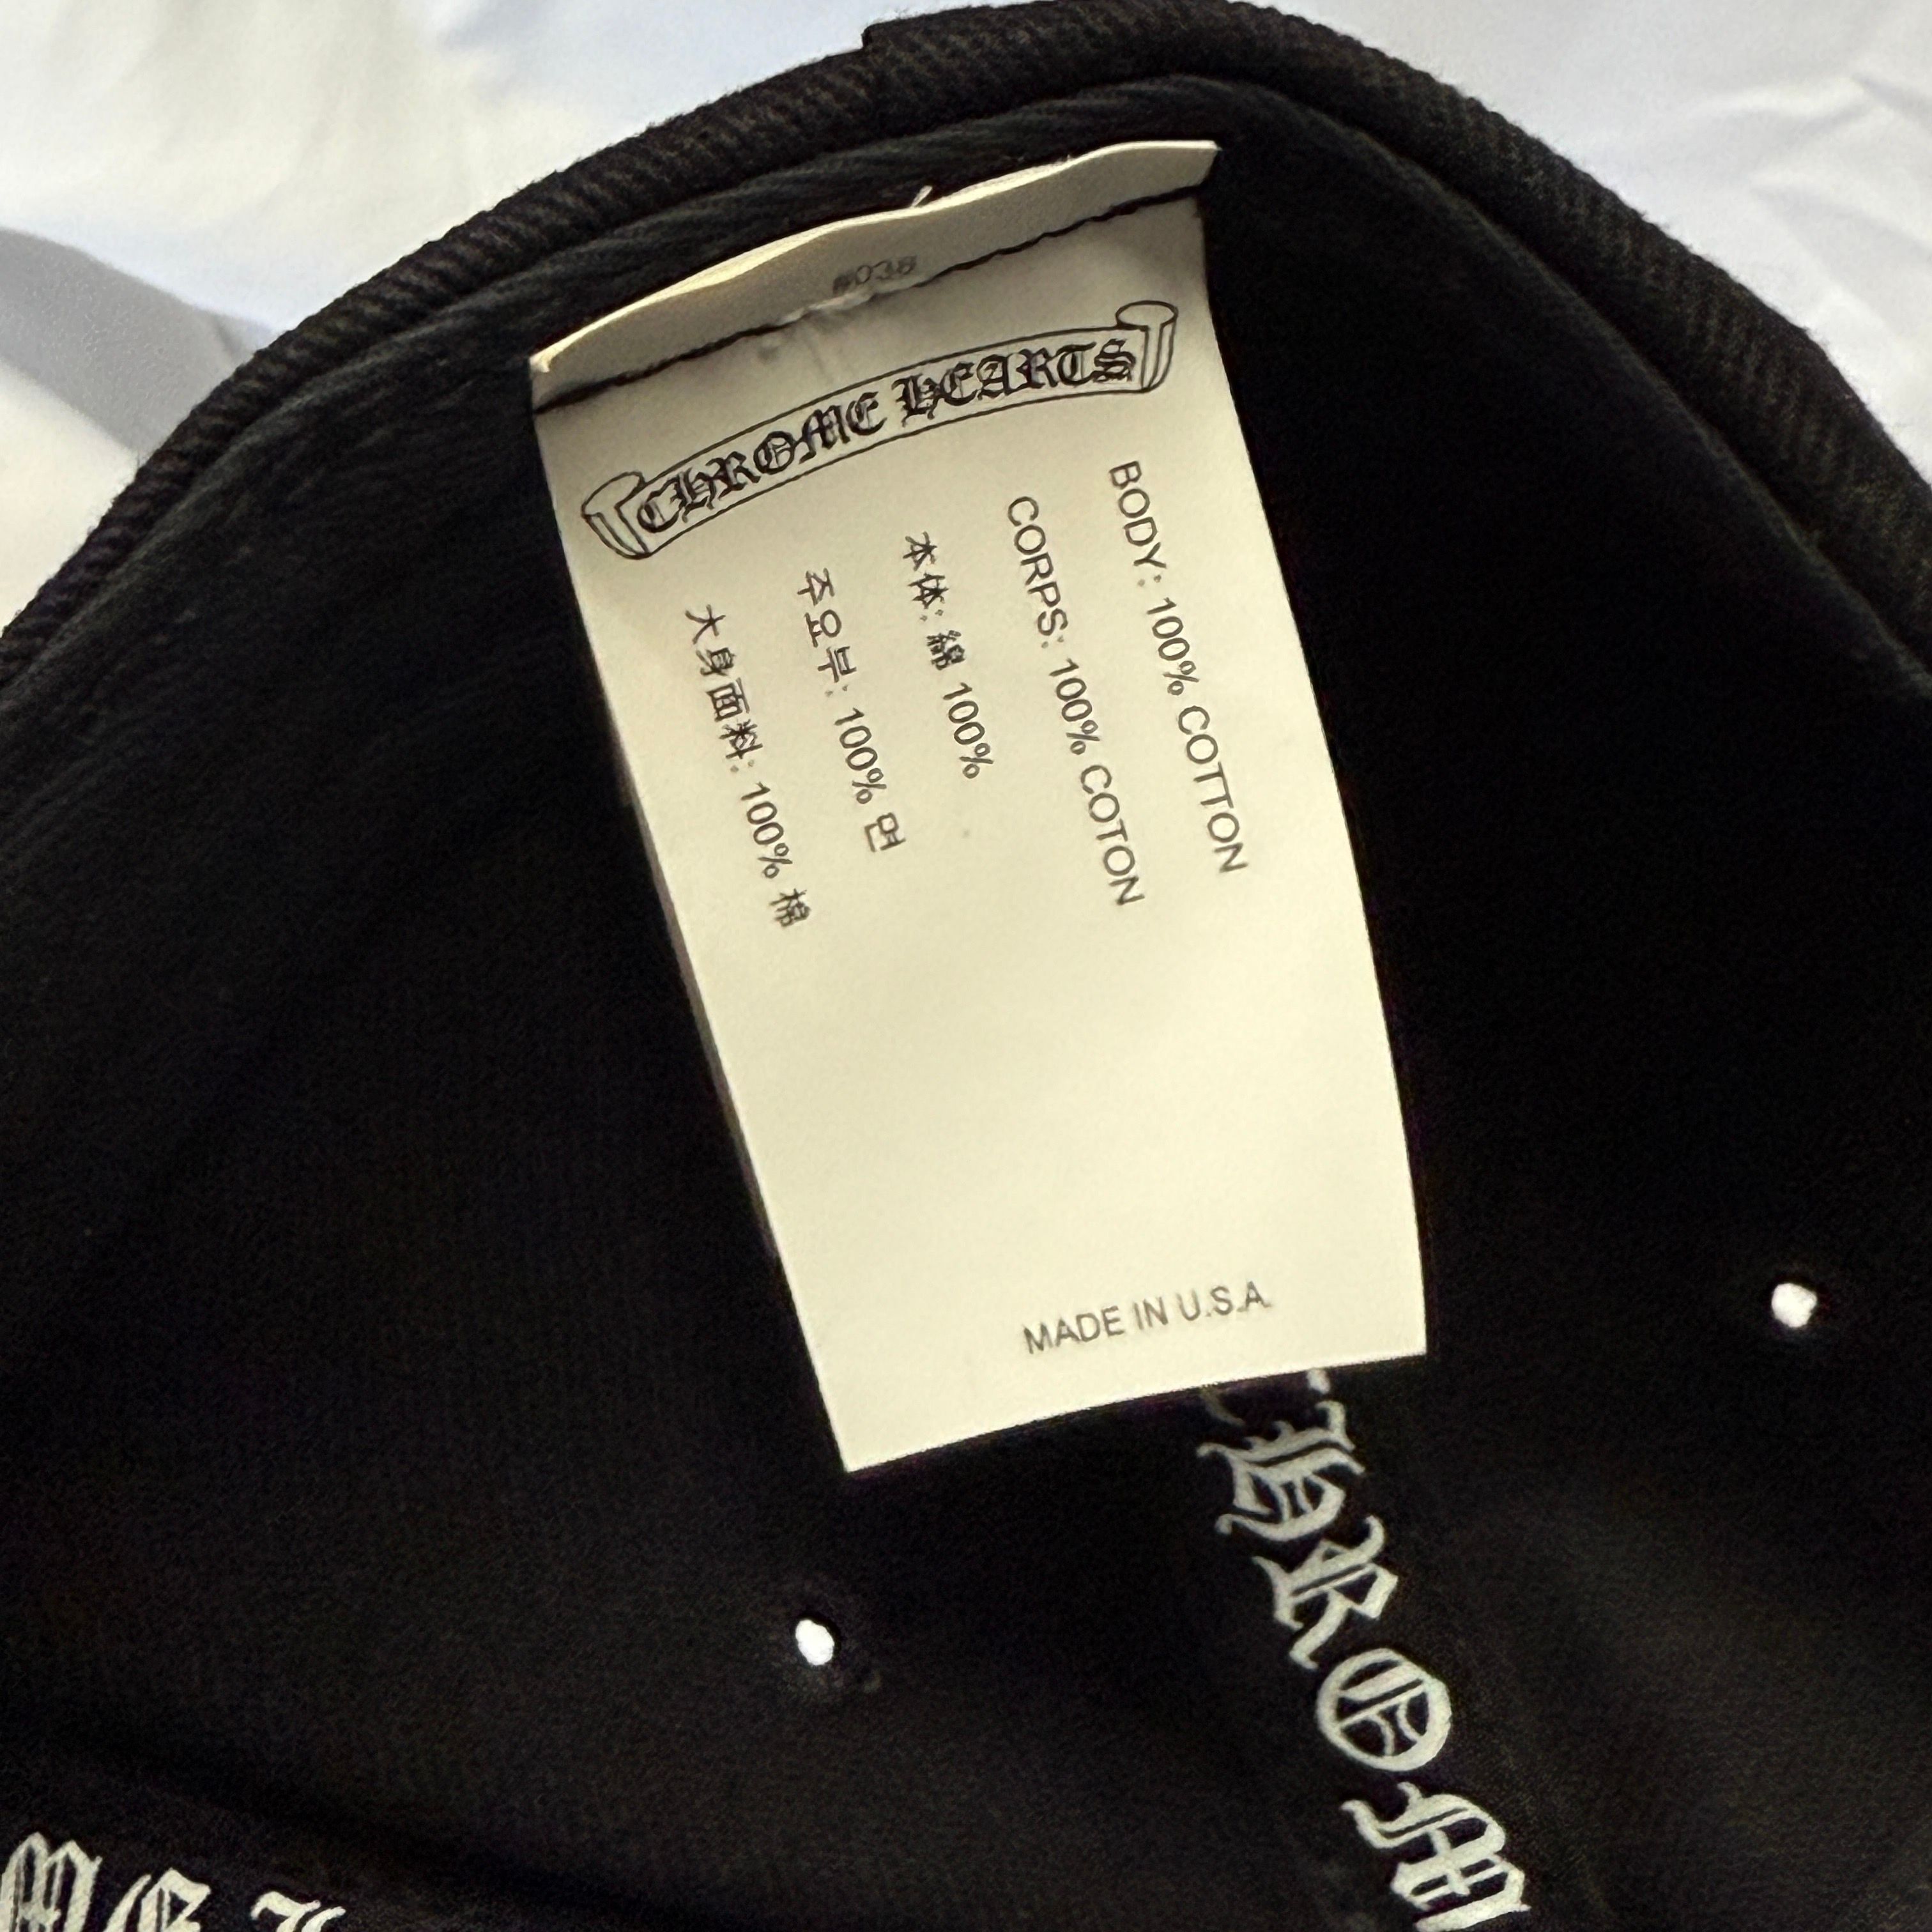 CHROME HEARTS
BODY: 100% COTTON
CORPS: 100% COTON
本体: 綿 100%
주요부: 100% 면
大身面料: 100% 棉
MADE IN U.S.A.